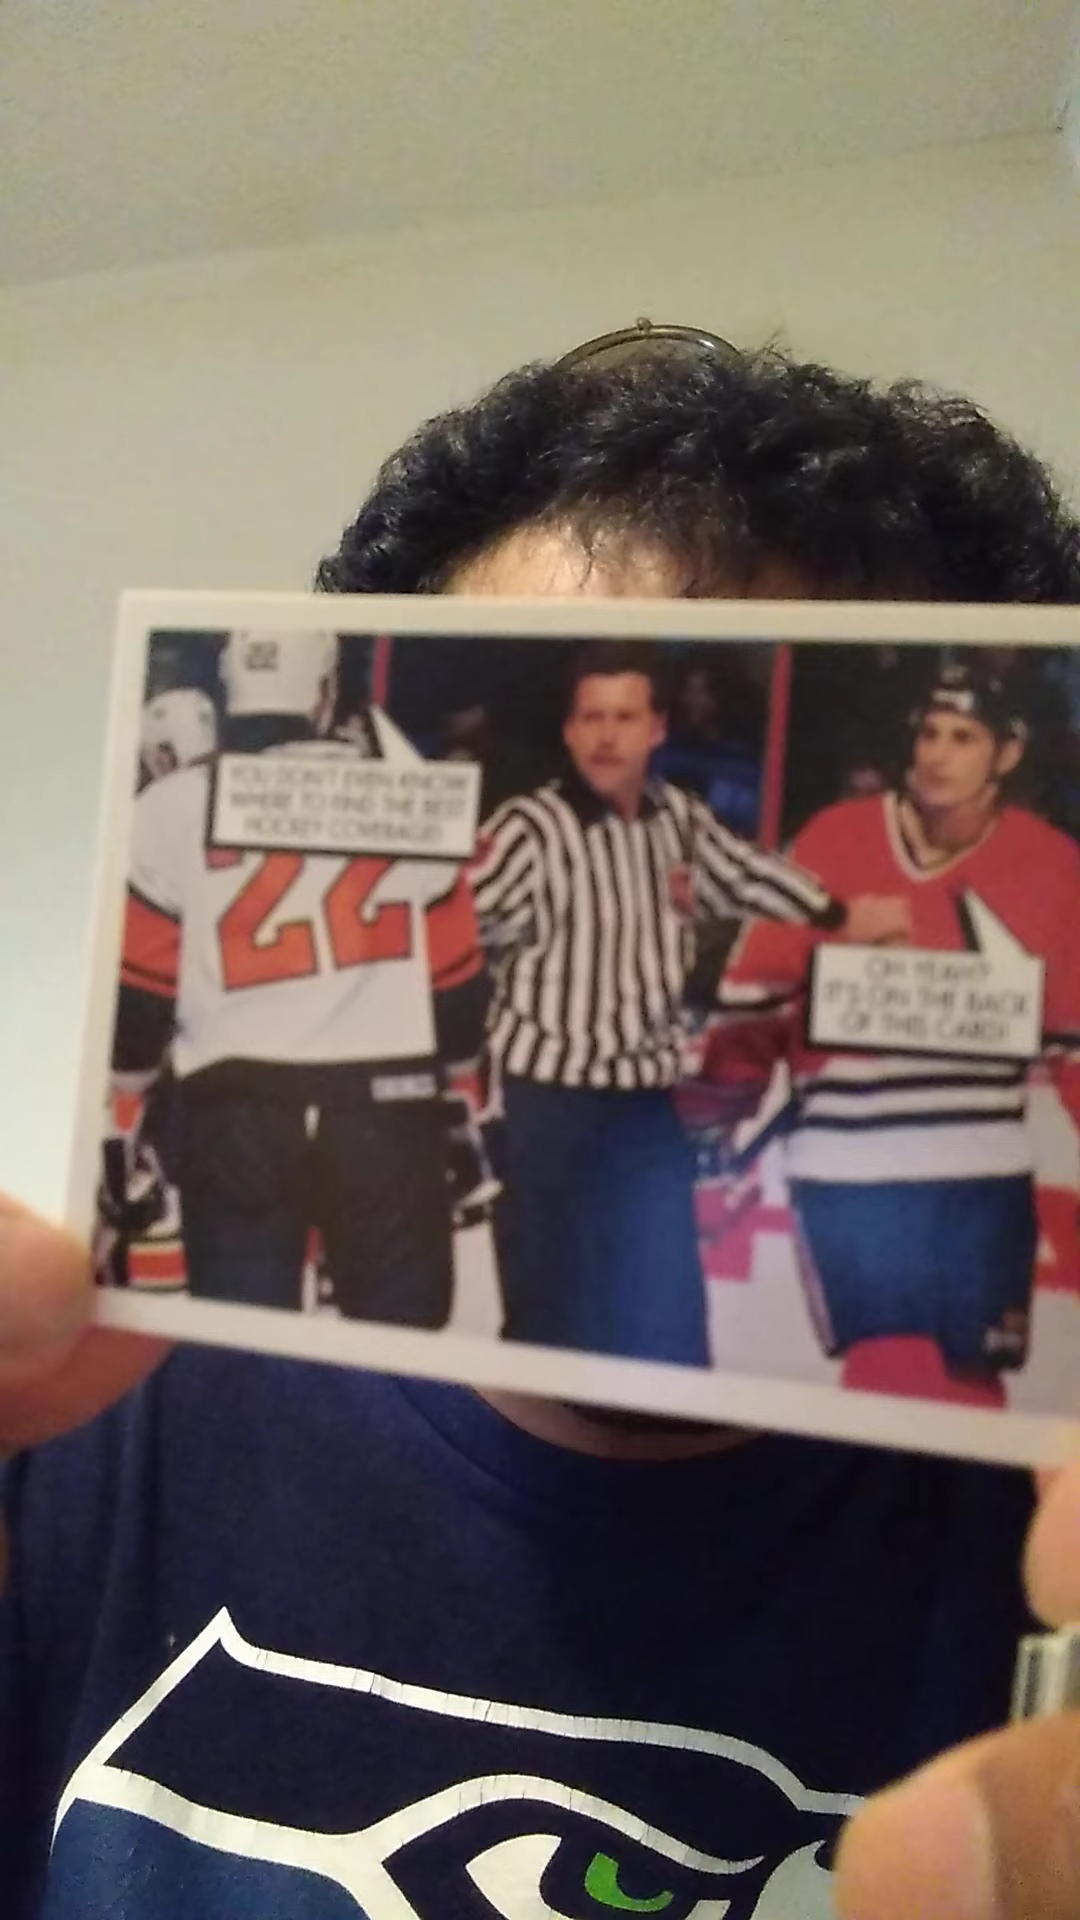 22
YOU DON'T EVEN KNOW
WHERE TO FIND THE BEST
HOCKEY COVERAGE!
22
OH YEAH?
IT'S ON THE BACK
OF THIS CARD!